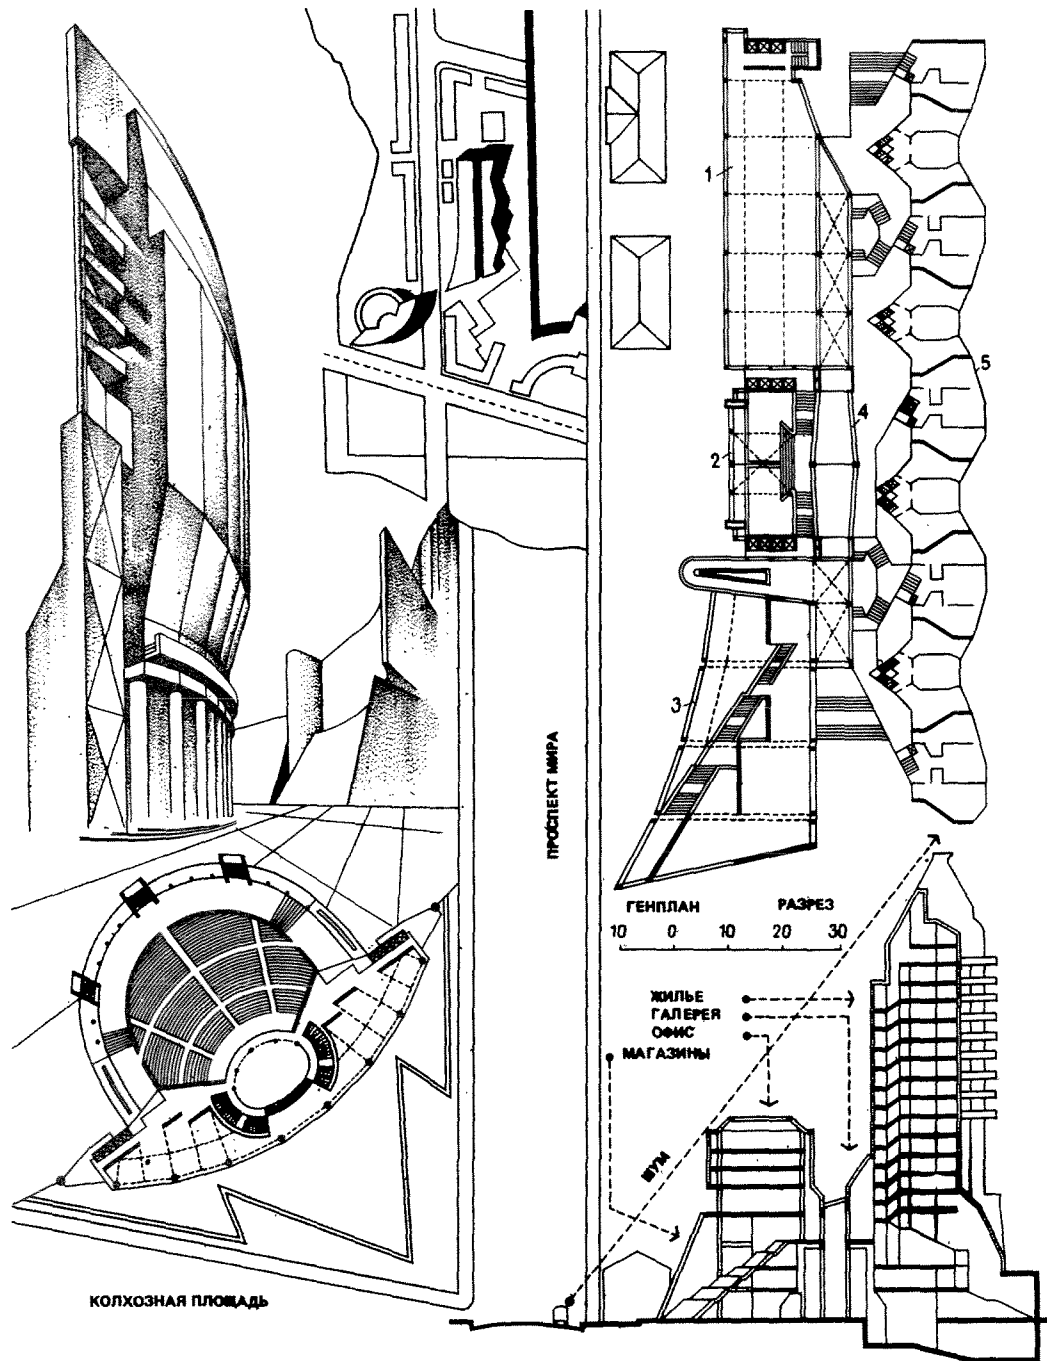 1
5
4
2
3
ПРОСПЕКТ МИРА
ГЕНПЛАН РАЗРЕЗ
10 0 10 20 30
ЖИЛЬЕ
ГАЛЕРЕЯ
ОФИС
МАГАЗИНЫ
ШУМ
КОЛХОЗНАЯ ПЛОЩАДЬ